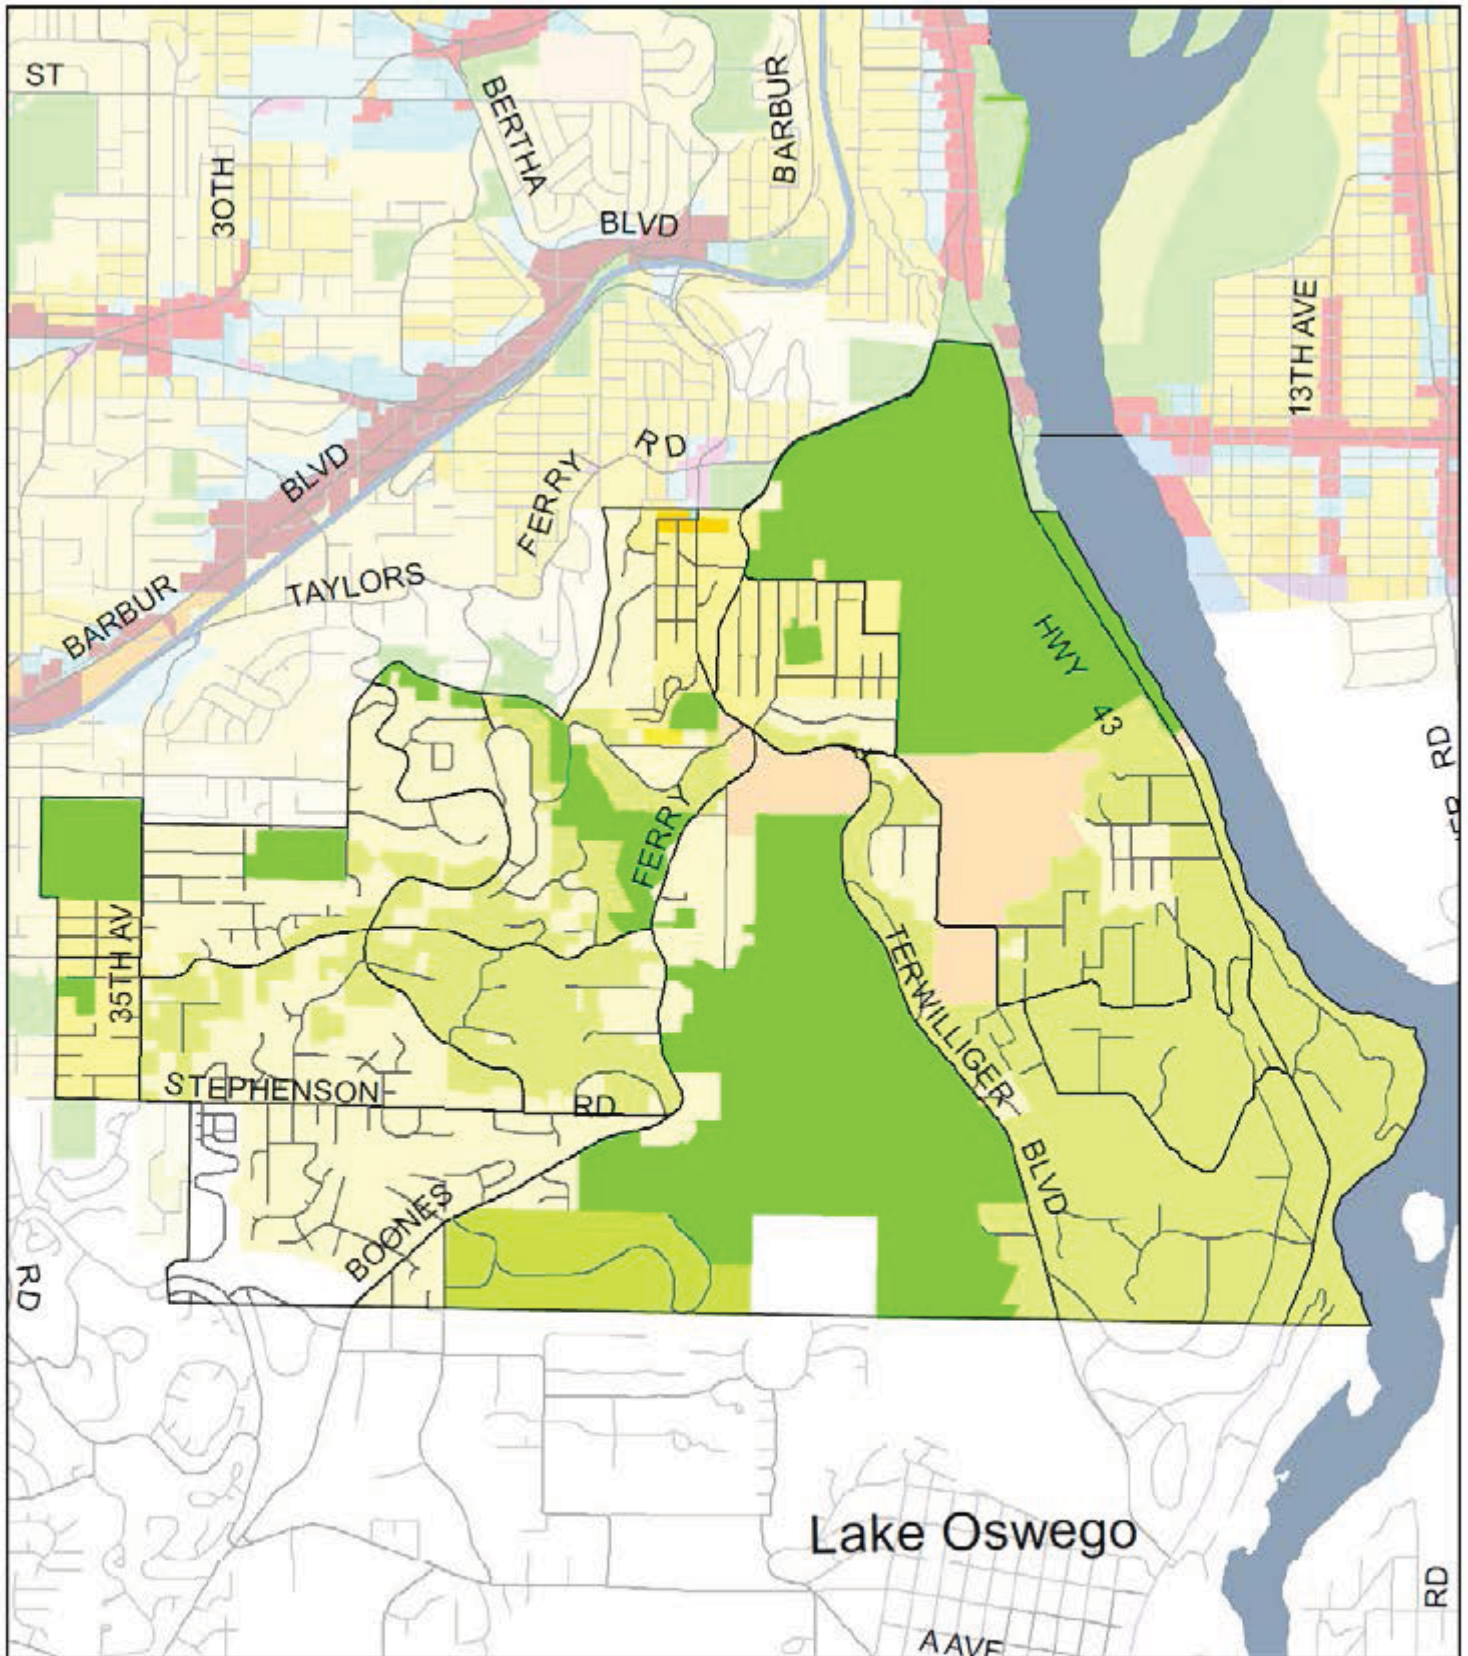 ST
BERTHA
BARBUR
30TH
BLVD
13TH AVE
RD
FERRY
BLVD
TAYLORS
BARBUR
HWY
43
RD
FERRY
35TH AV
TERWILLIGER
STEPHENSON
RD
BLVD
BOONES
RD
Lake Oswego
RD
A AVE